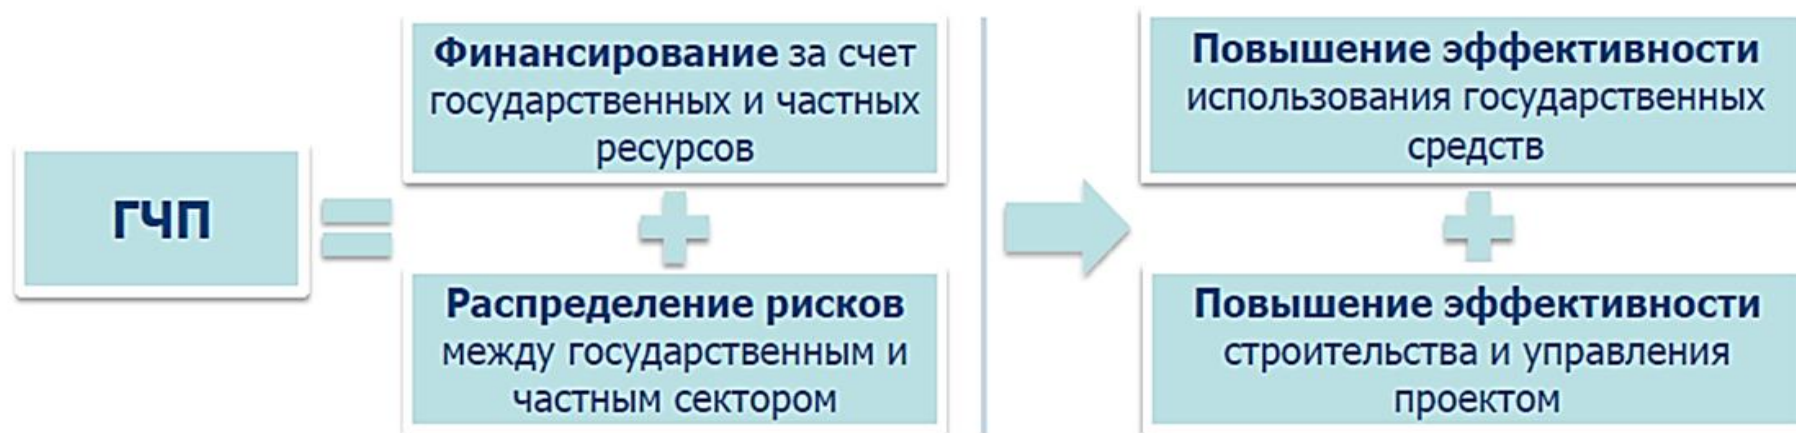 ГЧП
Финансирование за счет
государственных и частных
ресурсов
Распределение рисков
между государственным и
частным сектором
Повышение эффективности
использования государственных
средств
Повышение эффективности
строительства и управления
проектом